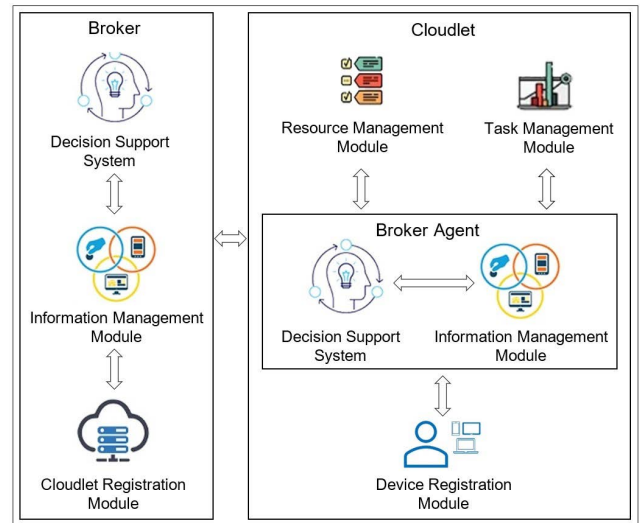 Broker
Decision Support
System
Information Management
Module
Cloudlet Registration
Module
Cloudlet
Resource Management
Module
Task Management
Module
Broker Agent
Decision Support
System
Information Management
Module
Device Registration
Module